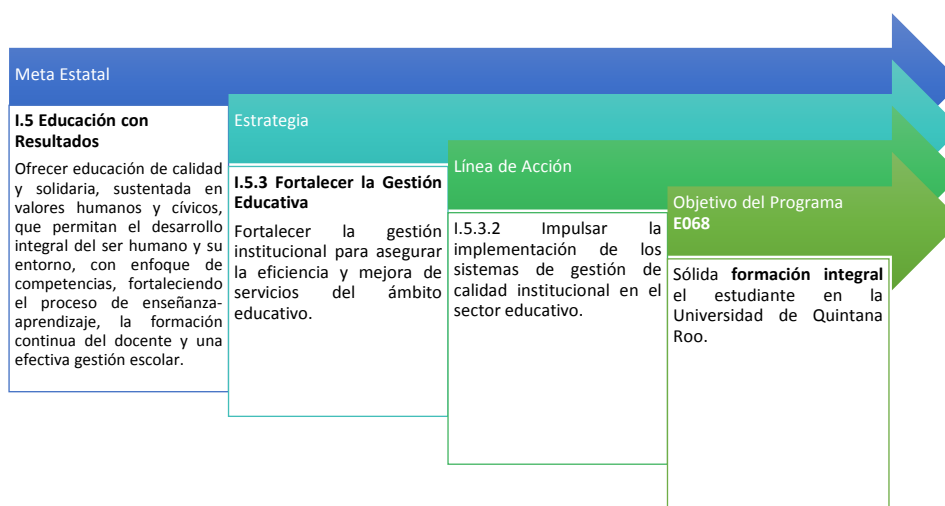 Meta Estatal
I.5 Educación con
Resultados
Ofrecer educación de calidad
y solidaria, sustentada en
valores humanos y cívicos,
que permitan el desarrollo
integral del ser humano y su
entorno, con enfoque de
competencias, fortaleciendo
el proceso de enseñanza-
aprendizaje, la formación
continua del docente y una
efectiva gestión escolar.
Estrategia
I.5.3 Fortalecer la Gestión
Educativa
Fortalecer la gestión
institucional para asegurar
la eficiencia y mejora de
servicios del ámbito
educativo.
Línea de Acción
I.5.3.2 Impulsar la
implementación de los
sistemas de gestión de
calidad institucional en el
sector educativo.
Objetivo del Programa
E068
Sólida formación integral
el estudiante en la
Universidad de Quintana
Roo.